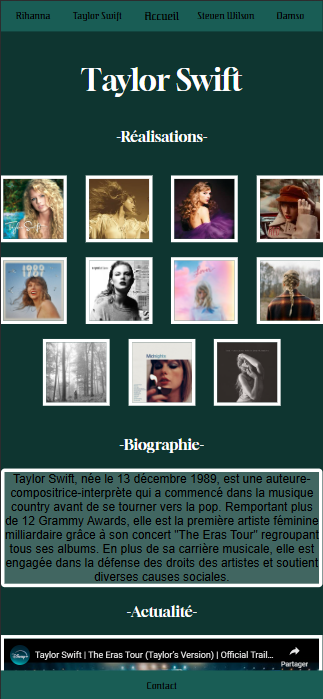 Rihanna Taylor Swift Accueil Steven Wilson Damso
Taylor Swift
-Réalisations-
Taylor Swift
1989
reputation
Lover
Midnights
-Biographie-
Taylor Swift, née le 13 décembre 1989, est une auteure-
compositrice-interprète qui a commencé dans la musique
country avant de se tourner vers la pop. Remportant plus
de 12 Grammy Awards, elle est la première artiste féminine
milliardaire grâce à son concert "The Eras Tour" regroupant
tous ses albums. En plus de sa carrière musicale, elle est
engagée dans la défense des droits des artistes et soutient
diverses causes sociales.
-Actualité-
Disney+
Taylor Swift | The Eras Tour (Taylor's Version) | Official Trail...
Partager
Contact